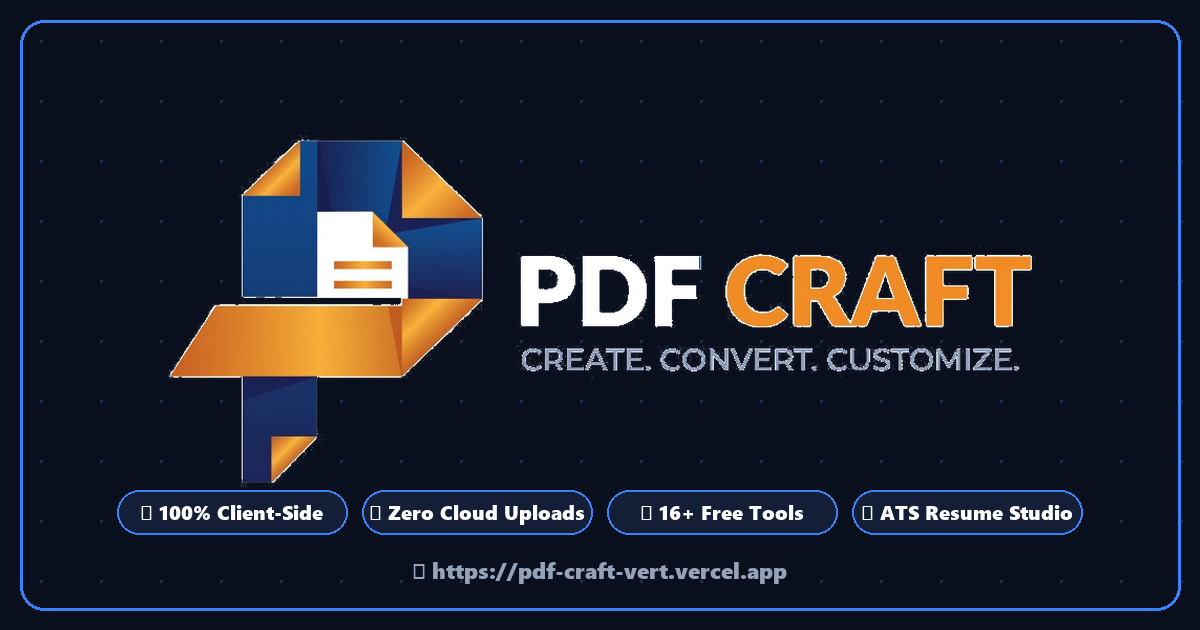 PDF CRAFT
CREATE. CONVERT. CUSTOMIZE.
100% Client-Side
Zero Cloud Uploads
16+ Free Tools
ATS Resume Studio
https://pdf-craft-vert.vercel.app